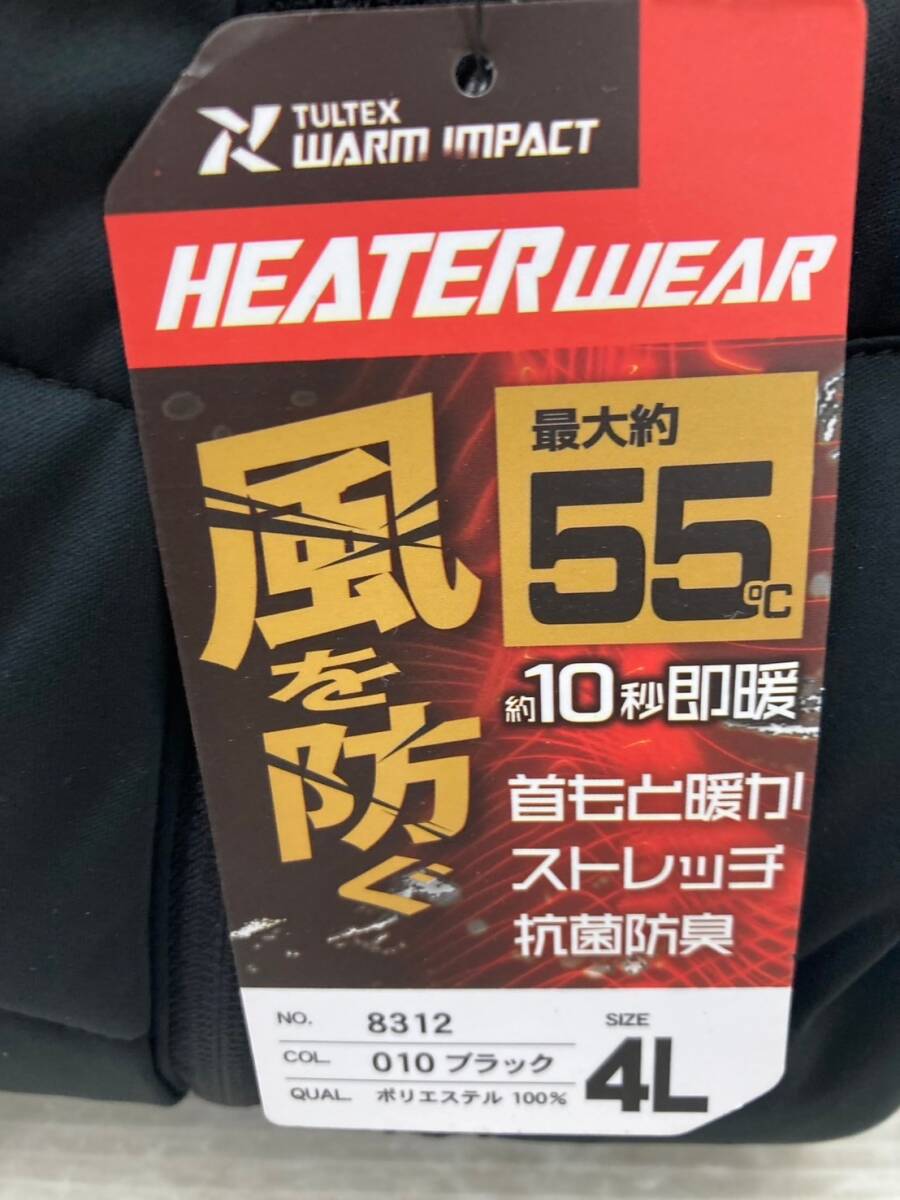 TULTEX
WARM IMPACT
HEATERWEAR
風を防ぐ
最大約
55℃
約10秒即暖
首もと暖か
ストレッチ
抗菌防臭
NO. 8312
COL. 010 ブラック
QUAL. ポリエステル 100%
SIZE
4L